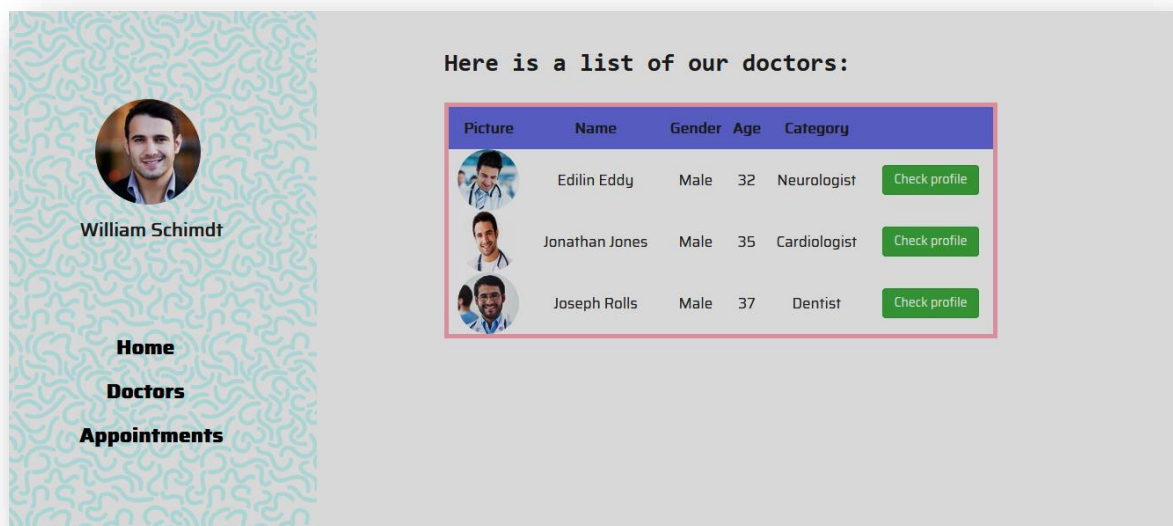 William Schimdt
Home
Doctors
Appointments
Here is a list of our doctors:
Picture Name Gender Age Category
Edilin Eddy Male 32 Neurologist Check profile
Jonathan Jones Male 35 Cardiologist Check profile
Joseph Rolls Male 37 Dentist Check profile